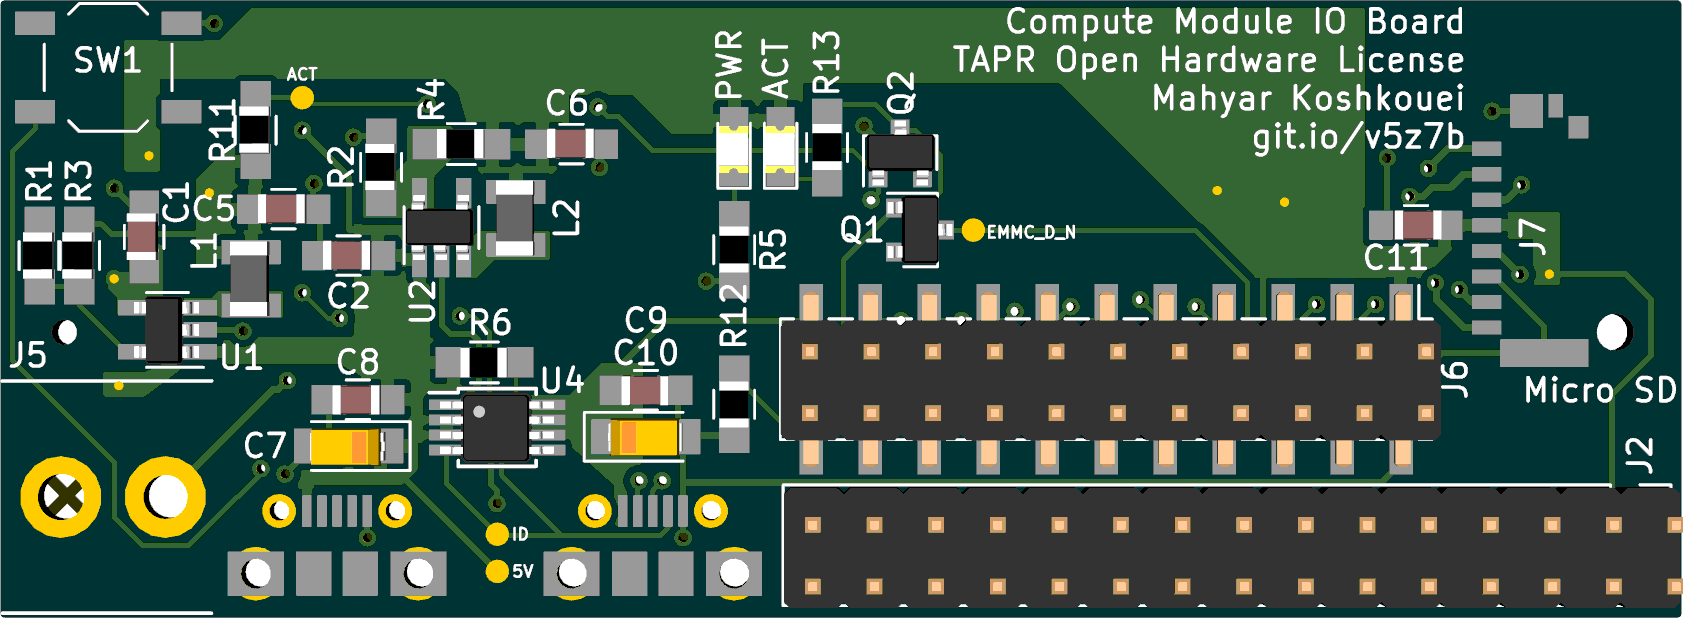 Compute Module IO Board
TAPR Open Hardware License
Mahyar Koshkouei
git.io/v5z7b
SW1
ACT
R11
R4
C6
PWR
ACT
R13
Q2
R1
R3
C1
R2
C5
L1
L2
Q1
EMMC_D_N
R5
C11
J7
C2
U2
R12
R6
C9
C10
J5
U1
C8
U4
J6
Micro SD
C7
J2
ID
5V